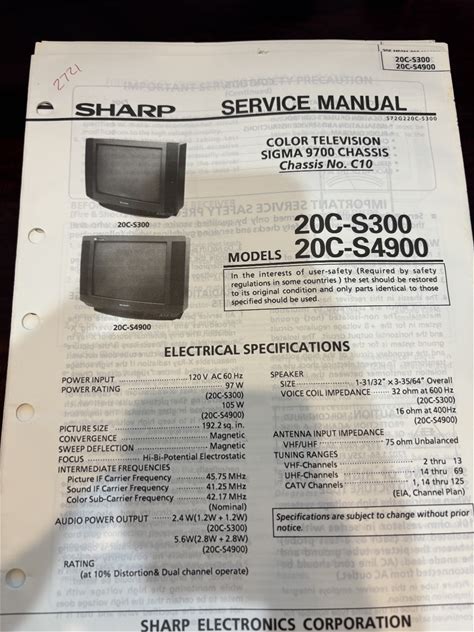 2721
20C-S300
20C-S4900
SHARP SERVICE MANUAL
S72G220C-S300
COLOR TELEVISION
SIGMA 9700 CHASSIS
Chassis No. C10
20C-S300
20C-S300
MODELS 20C-S4900
In the interests of user-safety (Required by safety
regulations in some countries ) the set should be restored
to its original condition and only parts identical to those
specified should be used.
20C-S4900
ELECTRICAL SPECIFICATIONS
POWER INPUT 120 V AC 60 Hz
POWER RATING 97 W
(20C-S300)
105 W
(20C-S4900)
PICTURE SIZE 192.2 sq. in.
CONVERGENCE Magnetic
SWEEP DEFLECTION Magnetic
FOCUS Hi-Bi-Potential Electrostatic
INTERMEDIATE FREQUENCIES
Picture IF Carrier Frequency 45.75 MHz
Sound IF Carrier Frequency 41.25 MHz
Color Sub-Carrier Frequency 42.17 MHz
(Nominal)
AUDIO POWER OUTPUT 2.4 W(1.2W+1.2W)
(20C-S300)
5.6W(2.8W+2.8W)
(20C-S4900)
RATING
(at 10% Distortion& Dual channel operate)
SPEAKER
SIZE 1-31/32" x 3-35/64" Overall
VOICE COIL IMPEDANCE 32 ohm at 600 Hz
(20C-S300)
16 ohm at 400Hz
(20C-S4900)
ANTENNA INPUT IMPEDANCE
VHF/UHF 75 ohm Unbalanced
TUNING RANGES
VHF-Channels 2 thru 13
UHF-Channels 14 thru 69
CATV Channels 1, 14 thru 125
(EIA, Channel Plan)
Specifications are subject to change without prior
notice.
SHARP ELECTRONICS CORPORATION